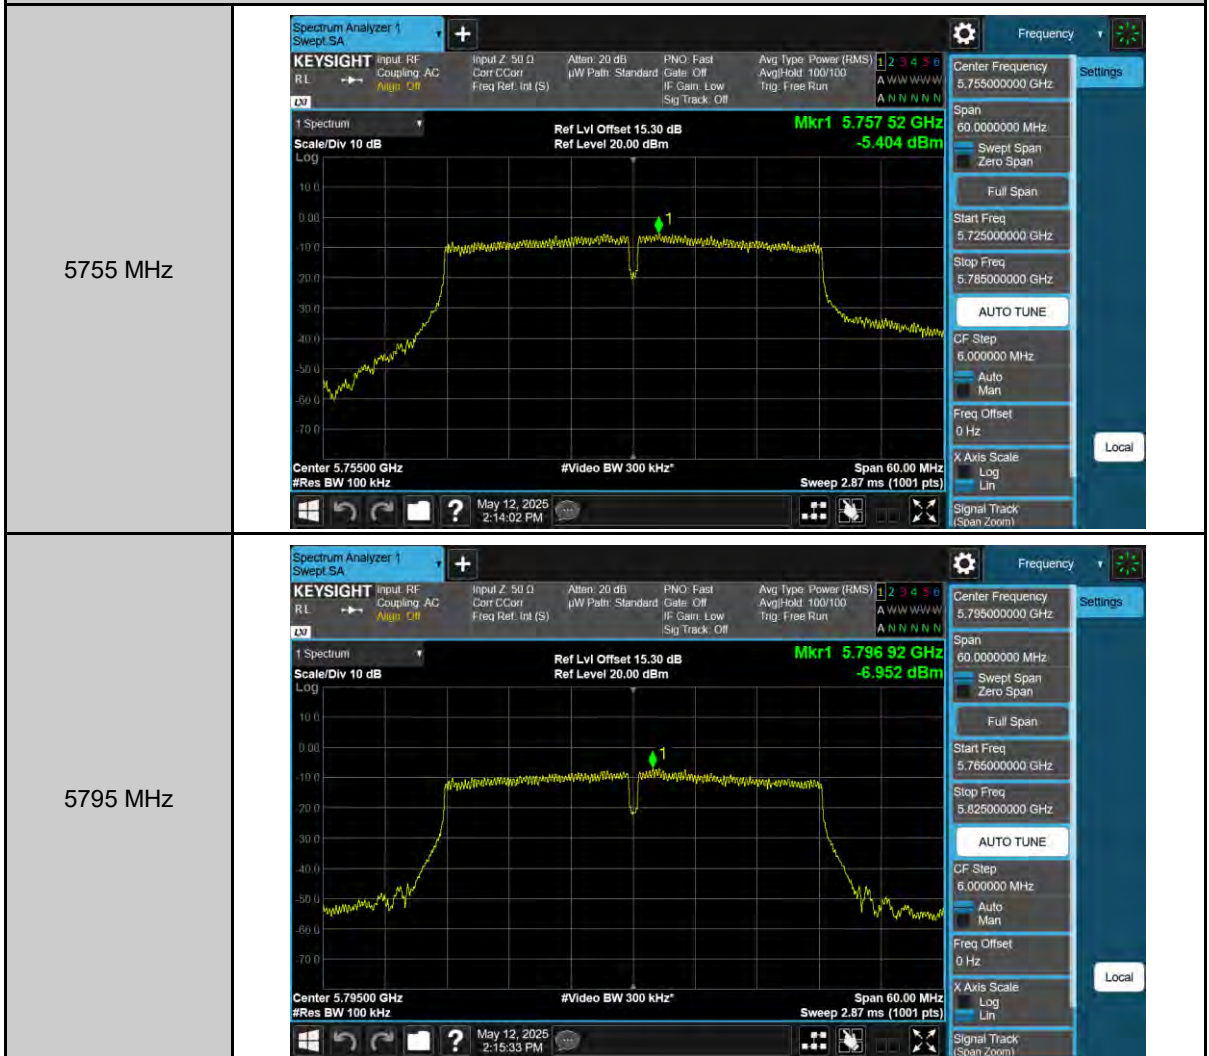 5755 MHz
Spectrum Analyzer 1
Swept SA
Frequency
KEYSIGHT
RL
LXI
Input: RF
Coupling: AC
Align: Off
Input Z: 50 Ω
Corr CCorr
Freq Ref: Int (S)
Atten: 20 dB
µW Path: Standard
PNO: Fast
Gate: Off
IF Gain: Low
Sig Track: Off
Avg Type: Power (RMS)
Avg|Hold: 100/100
Trig: Free Run
1 2 3 4 5 6
A W W W W W
A N N N N N
1 Spectrum
Scale/Div 10 dB
Log
Ref Lvl Offset 15.30 dB
Ref Level 20.00 dBm
Mkr1 5.757 52 GHz
-5.404 dBm
10.0
0.00
-10.0
-20.0
-30.0
-40.0
-50.0
-60.0
-70.0
1
Center 5.75500 GHz
#Res BW 100 kHz
#Video BW 300 kHz*
Span 60.00 MHz
Sweep 2.87 ms (1001 pts)
?
May 12, 2025
2:14:02 PM
Center Frequency
5.755000000 GHz
Span
60.0000000 MHz
Swept Span
Zero Span
Full Span
Start Freq
5.725000000 GHz
Stop Freq
5.785000000 GHz
AUTO TUNE
CF Step
6.000000 MHz
Auto
Man
Freq Offset
0 Hz
X Axis Scale
Log
Lin
Signal Track
(Span Zoom)
Settings
Local
5795 MHz
Spectrum Analyzer 1
Swept SA
Frequency
KEYSIGHT
RL
LXI
Input: RF
Coupling: AC
Align: Off
Input Z: 50 Ω
Corr CCorr
Freq Ref: Int (S)
Atten: 20 dB
µW Path: Standard
PNO: Fast
Gate: Off
IF Gain: Low
Sig Track: Off
Avg Type: Power (RMS)
Avg|Hold: 100/100
Trig: Free Run
1 2 3 4 5 6
A W W W W W
A N N N N N
1 Spectrum
Scale/Div 10 dB
Log
Ref Lvl Offset 15.30 dB
Ref Level 20.00 dBm
Mkr1 5.796 92 GHz
-6.952 dBm
10.0
0.00
-10.0
-20.0
-30.0
-40.0
-50.0
-60.0
-70.0
1
Center 5.79500 GHz
#Res BW 100 kHz
#Video BW 300 kHz*
Span 60.00 MHz
Sweep 2.87 ms (1001 pts)
?
May 12, 2025
2:15:33 PM
Center Frequency
5.795000000 GHz
Span
60.0000000 MHz
Swept Span
Zero Span
Full Span
Start Freq
5.765000000 GHz
Stop Freq
5.825000000 GHz
AUTO TUNE
CF Step
6.000000 MHz
Auto
Man
Freq Offset
0 Hz
X Axis Scale
Log
Lin
Signal Track
(Span Zoom)
Settings
Local